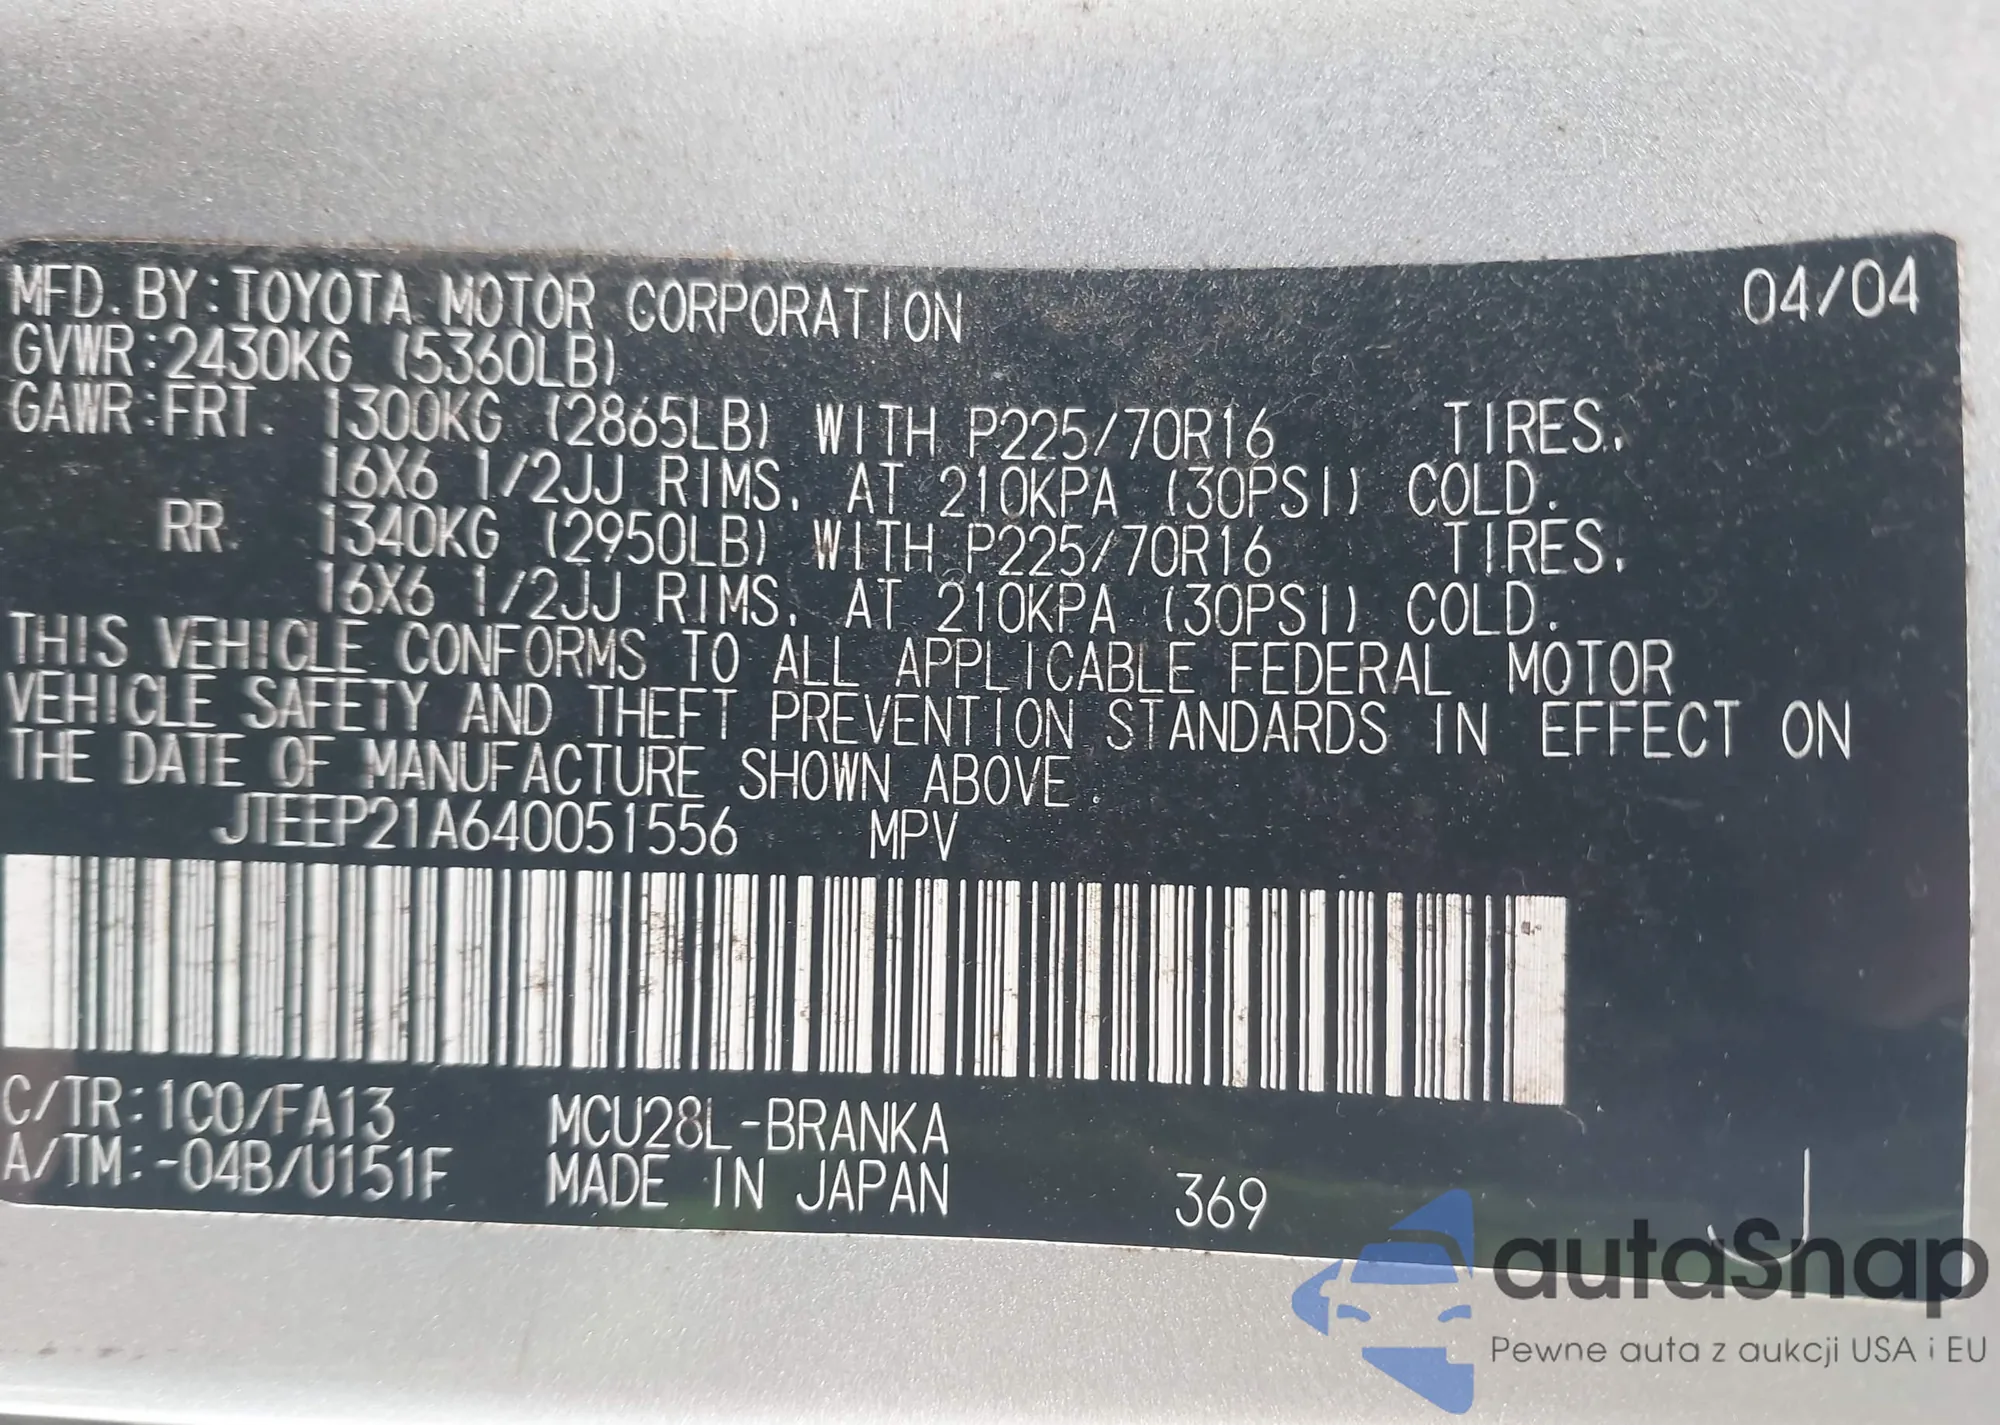 MFD. BY: TOYOTA MOTOR CORPORATION 04/04
GVWR: 2430KG (5360LB)
GAWR: FRT. 1300KG (2865LB) WITH P225/70R16 TIRES,
16X6 1/2JJ RIMS, AT 210KPA (30PSI) COLD.
RR. 1340KG (2950LB) WITH P225/70R16 TIRES,
16X6 1/2JJ RIMS, AT 210KPA (30PSI) COLD.
THIS VEHICLE CONFORMS TO ALL APPLICABLE FEDERAL MOTOR
VEHICLE SAFETY AND THEFT PREVENTION STANDARDS IN EFFECT ON
THE DATE OF MANUFACTURE SHOWN ABOVE.
JTEEP21A640051556 MPV
C/TR: 1C0/FA13 MCU28L-BRANKA
A/TM: -04B/U151F MADE IN JAPAN 369 J
autoSnap
Pewne auta z aukcji USA i EU